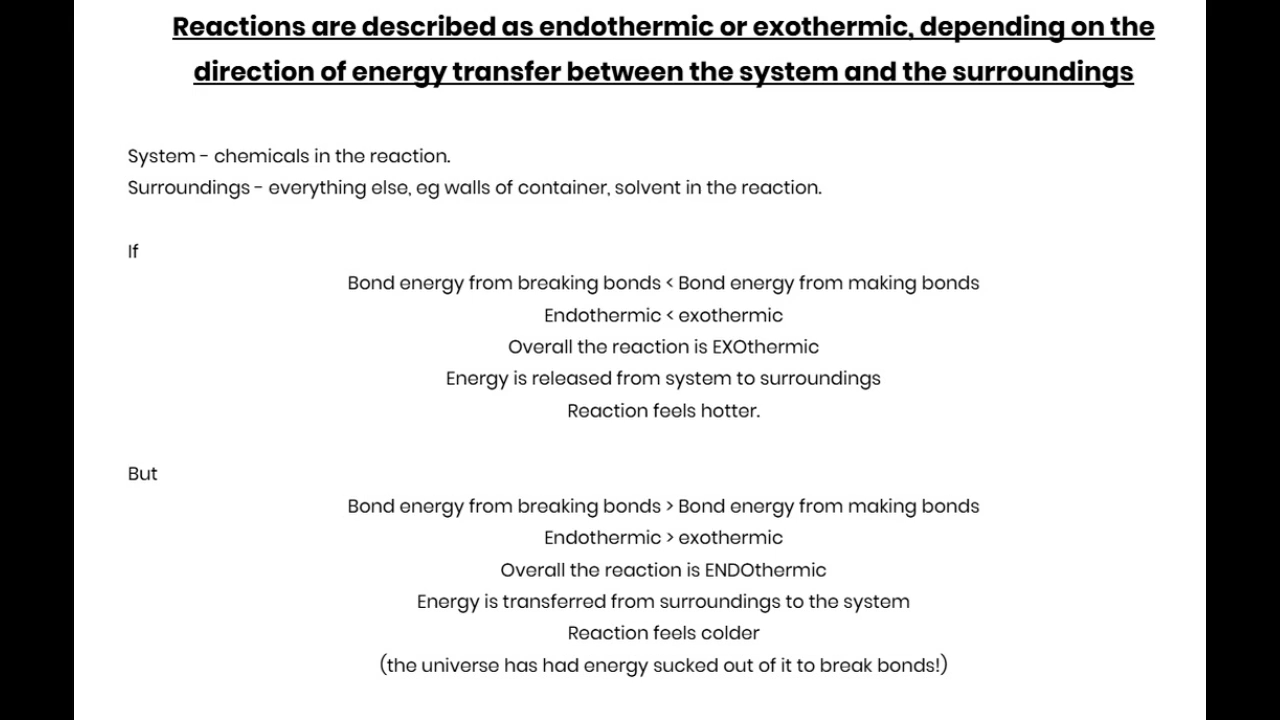 Reactions are described as endothermic or exothermic, depending on the
direction of energy transfer between the system and the surroundings
System - chemicals in the reaction.
Surroundings - everything else, eg walls of container, solvent in the reaction.
If
Bond energy from breaking bonds < Bond energy from making bonds
Endothermic < exothermic
Overall the reaction is EXOthermic
Energy is released from system to surroundings
Reaction feels hotter.
But
Bond energy from breaking bonds > Bond energy from making bonds
Endothermic > exothermic
Overall the reaction is ENDOthermic
Energy is transferred from surroundings to the system
Reaction feels colder
(the universe has had energy sucked out of it to break bonds!)